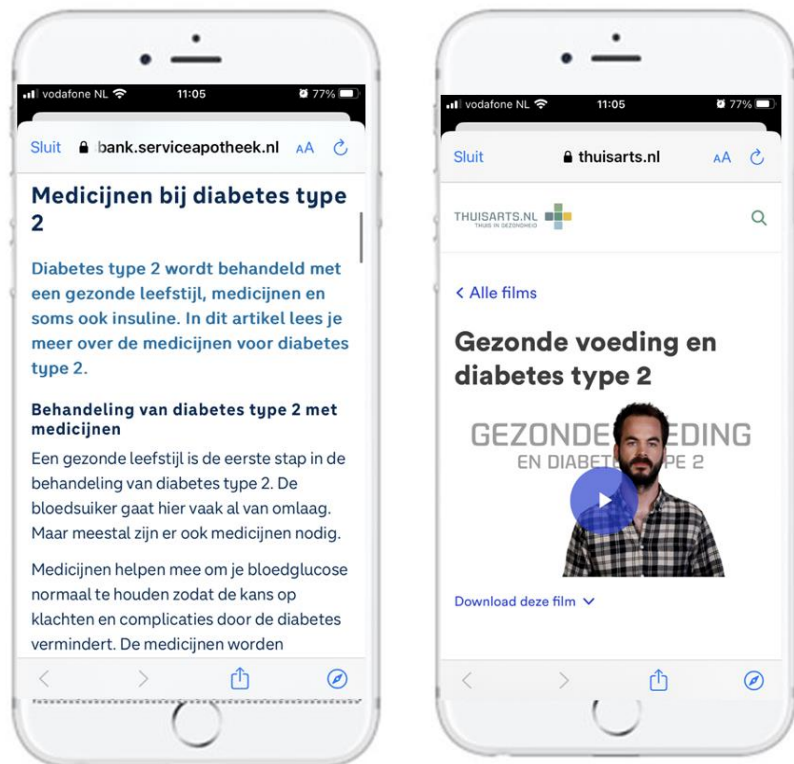 vodafone NL 11:05 77%
Sluit bank.serviceapotheek.nl AA
Medicijnen bij diabetes type
2
Diabetes type 2 wordt behandeld met
een gezonde leefstijl, medicijnen en
soms ook insuline. In dit artikel lees je
meer over de medicijnen voor diabetes
type 2.
Behandeling van diabetes type 2 met
medicijnen
Een gezonde leefstijl is de eerste stap in de
behandeling van diabetes type 2. De
bloedsuiker gaat hier vaak al van omlaag.
Maar meestal zijn er ook medicijnen nodig.
Medicijnen helpen mee om je bloedglucose
normaal te houden zodat de kans op
klachten en complicaties door de diabetes
vermindert. De medicijnen worden
vodafone NL 11:05 77%
Sluit thuisarts.nl AA
THUISARTS.NL
THUIS IN GEZONDHEID
< Alle films
Gezonde voeding en
diabetes type 2
GEZONDE EDING
EN DIABET PE 2
Download deze film